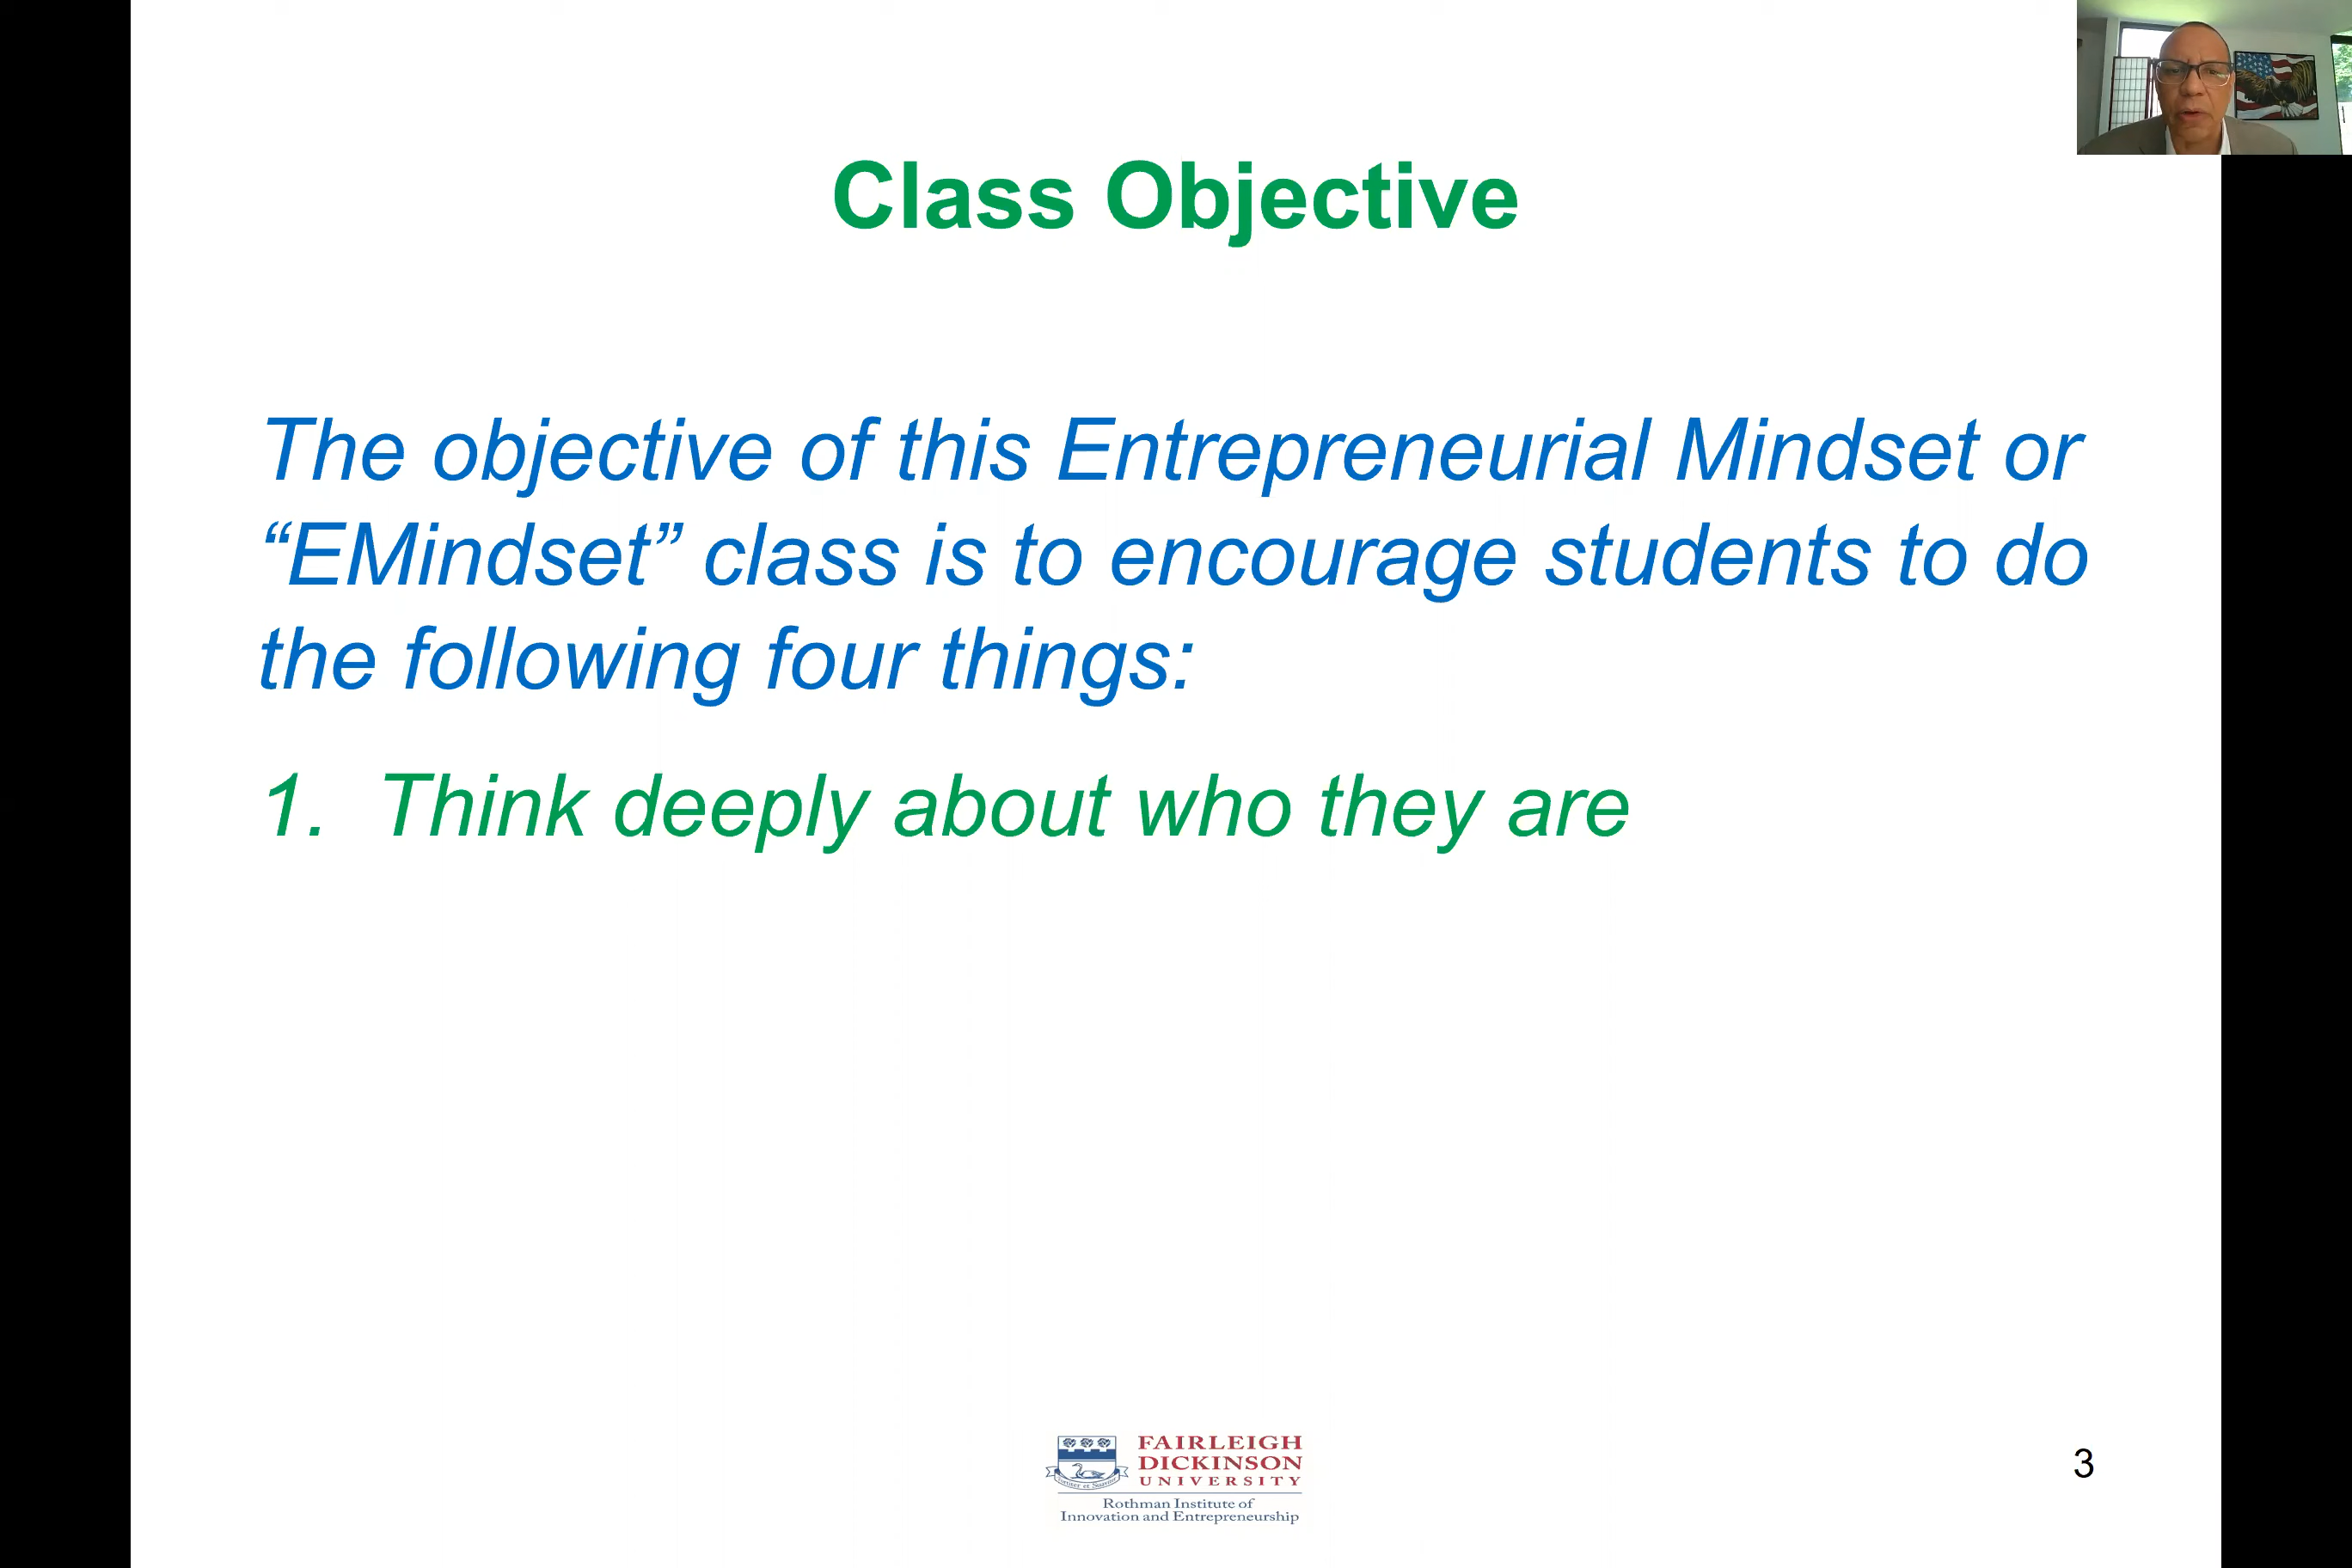 Class Objective
The objective of this Entrepreneurial Mindset or
“EMindset” class is to encourage students to do
the following four things:
1. Think deeply about who they are
FAIRLEIGH
DICKINSON
UNIVERSITY
Rothman Institute of
Innovation and Entrepreneurship
3